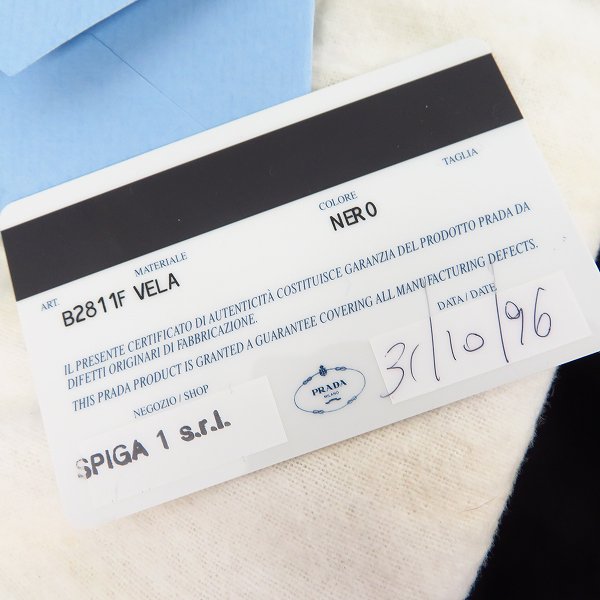 ART. MATERIALE COLORE TAGLIA
B2811F VELA NERO
IL PRESENTE CERTIFICATO DI AUTENTICITÀ COSTITUISCE GARANZIA DEL PRODOTTO PRADA DA
DIFETTI ORIGINARI DI FABBRICAZIONE.
THIS PRADA PRODUCT IS GRANTED A GUARANTEE COVERING ALL MANUFACTURING DEFECTS.
NEGOZIO / SHOP
SPIGA 1 s.r.l.
PRADA
MILANO
DATA / DATE
31/10/96